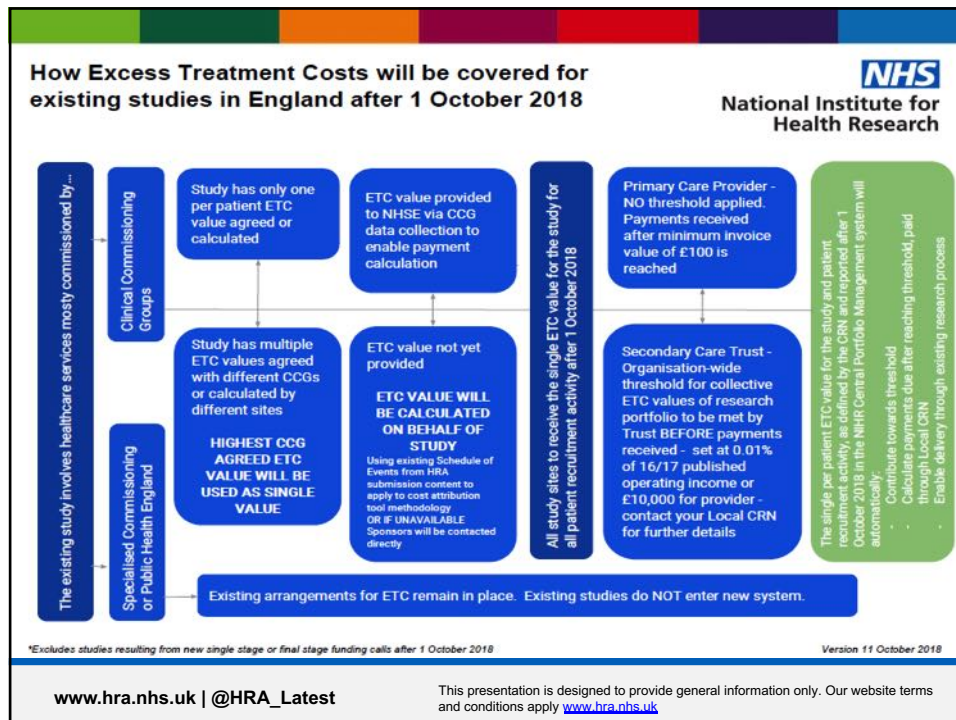 How Excess Treatment Costs will be covered for
existing studies in England after 1 October 2018
NHS
National Institute for
Health Research
The existing study involves healthcare services mosty commissioned by...
Clinical Commissioning
Groups
Study has only one
per patient ETC
value agreed or
calculated
Study has multiple
ETC values agreed
with different CCGs
or calculated by
different sites
HIGHEST CCG
AGREED ETC
VALUE WILL BE
USED AS SINGLE
VALUE
ETC value provided
to NHSE via CCG
data collection to
enable payment
calculation
ETC value not yet
provided
ETC VALUE WILL
BE CALCULATED
ON BEHALF OF
STUDY
Using existing Schedule of
Events from HRA
submission content to
apply to cost attribution
tool methodology
OR IF UNAVAILABLE
Sponsors will be contacted
directly
All study sites to receive the single ETC value for the study for
all patient recruitment activity after 1 October 2018
Primary Care Provider -
NO threshold applied.
Payments received
after minimum invoice
value of £100 is
reached
Secondary Care Trust -
Organisation-wide
threshold for collective
ETC values of research
portfolio to be met by
Trust BEFORE payments
received - set at 0.01%
of 16/17 published
operating income or
£10,000 for provider -
contact your Local CRN
for further details
The single per patient ETC value for the study and patient
recruitment activity, as defined by the CRN and reported after 1
October 2018 in the NIHR Central Portfolio Management system will
automatically:
- Contribute towards threshold
- Calculate payments due after reaching threshold, paid
through Local CRN
- Enable delivery through existing research process
Specialised Commissioning
or Public Health England
Existing arrangements for ETC remain in place. Existing studies do NOT enter new system.
*Excludes studies resulting from new single stage or final stage funding calls after 1 October 2018
Version 11 October 2018
www.hra.nhs.uk | @HRA_Latest
This presentation is designed to provide general information only. Our website terms
and conditions apply www.hra.nhs.uk